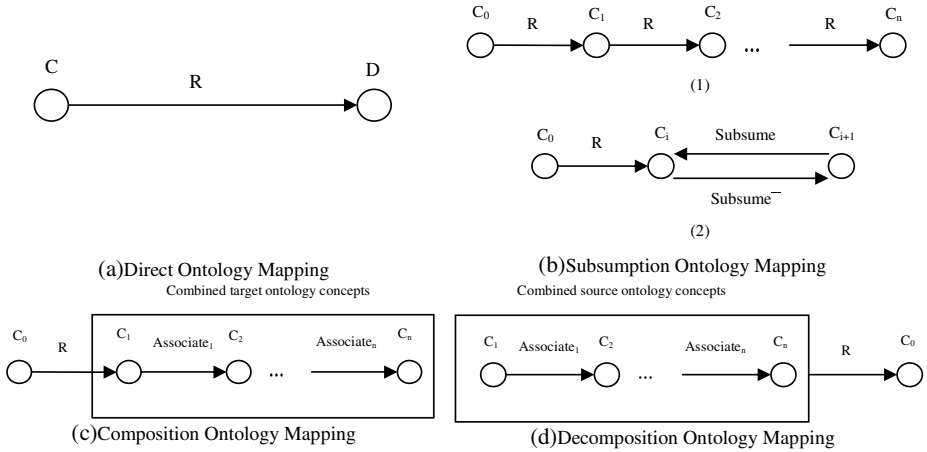 C D
R
(a)Direct Ontology Mapping
C0 C1 C2 Cn
R R ... R
(1)
C0 Ci Ci+1
R Subsume
Subsume¯
(2)
(b)Subsumption Ontology Mapping
Combined target ontology concepts
C0 C1 C2 Cn
R Associate1 ... Associaten
(c)Composition Ontology Mapping
Combined source ontology concepts
C1 C2 Cn C0
Associate1 ... Associaten R
(d)Decomposition Ontology Mapping